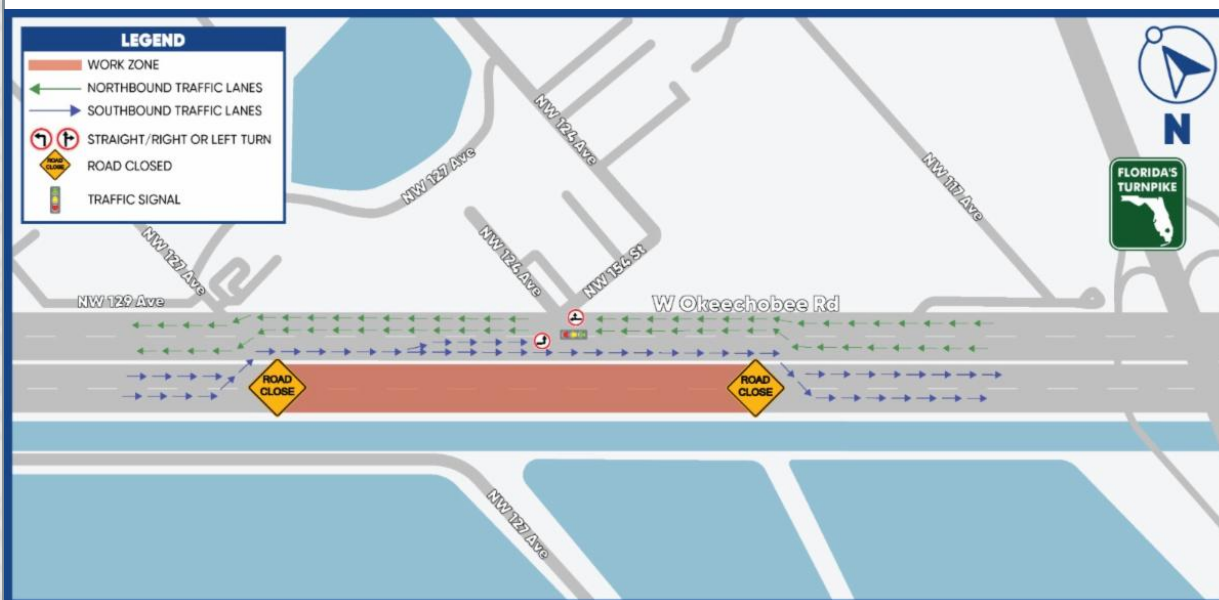 LEGEND
WORK ZONE
NORTHBOUND TRAFFIC LANES
SOUTHBOUND TRAFFIC LANES
STRAIGHT/RIGHT OR LEFT TURN
ROAD CLOSE
ROAD CLOSED
TRAFFIC SIGNAL
N
FLORIDA'S
TURNPIKE
NW 127 Ave
NW 126 Ave
NW 117 Ave
NW 127 Ave
NW 126 Ave
NW 154 St
NW 129 Ave
W Okeechobee Rd
ROAD
CLOSE
ROAD
CLOSE
NW 127 Ave